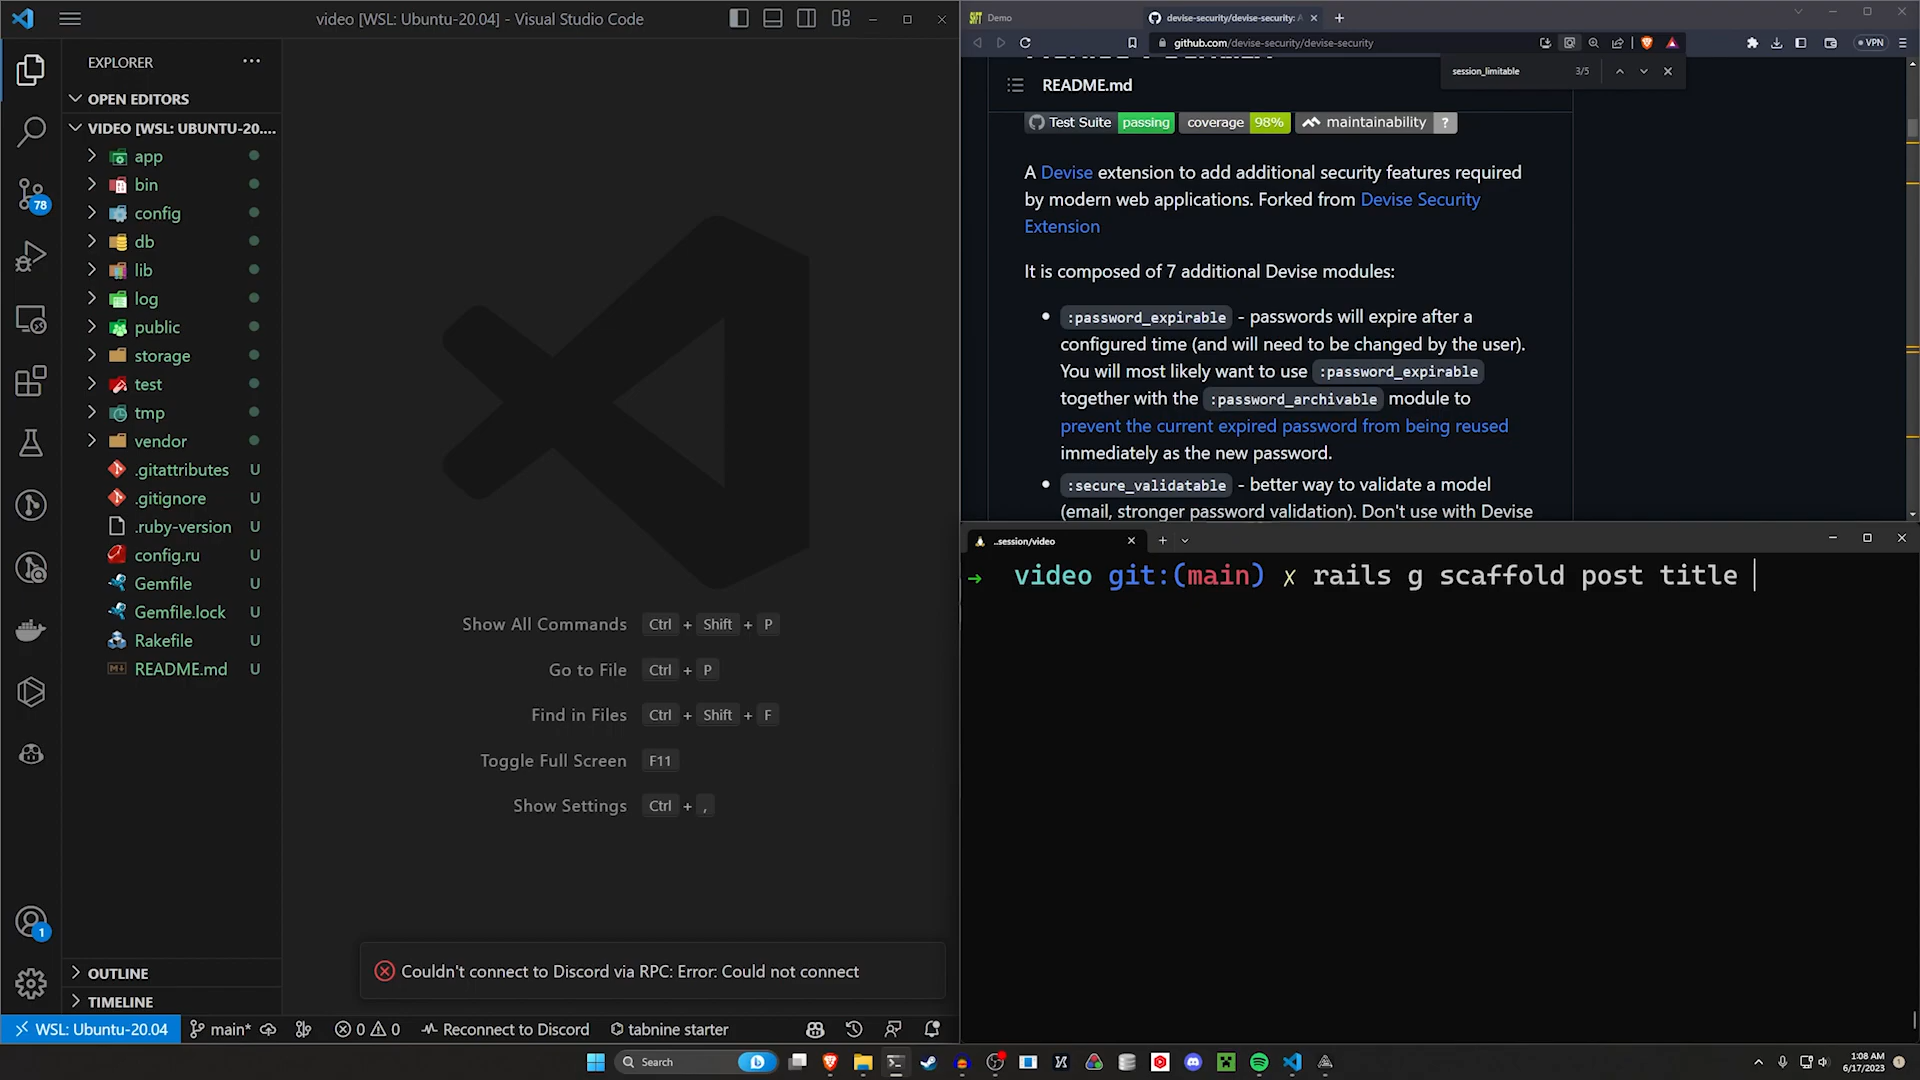 video [WSL: Ubuntu-20.04] - Visual Studio Code
EXPLORER
OPEN EDITORS
VIDEO [WSL: UBUNTU-20....
app
bin
config
db
lib
log
public
storage
test
tmp
vendor
.gitattributes U
.gitignore U
.ruby-version U
config.ru U
Gemfile U
Gemfile.lock U
Rakefile U
README.md U
78
1
OUTLINE
TIMELINE
Show All Commands Ctrl + Shift + P
Go to File Ctrl + P
Find in Files Ctrl + Shift + F
Toggle Full Screen F11
Show Settings Ctrl + ,
Couldn't connect to Discord via RPC: Error: Could not connect
WSL: Ubuntu-20.04 main* 0 0 Reconnect to Discord tabnine starter
Demo
devise-security/devise-security:
github.com/devise-security/devise-security
VPN
session_limitable 3/5
README.md
Test Suite passing coverage 98% maintainability ?
A Devise extension to add additional security features required
by modern web applications. Forked from Devise Security
Extension
It is composed of 7 additional Devise modules:
:password_expirable - passwords will expire after a
configured time (and will need to be changed by the user).
You will most likely want to use :password_expirable
together with the :password_archivable module to
prevent the current expired password from being reused
immediately as the new password.
:secure_validatable - better way to validate a model
(email, stronger password validation). Don't use with Devise
..session/video
→ video git:(main) ✗ rails g scaffold post title
Search
1:08 AM
6/17/2023